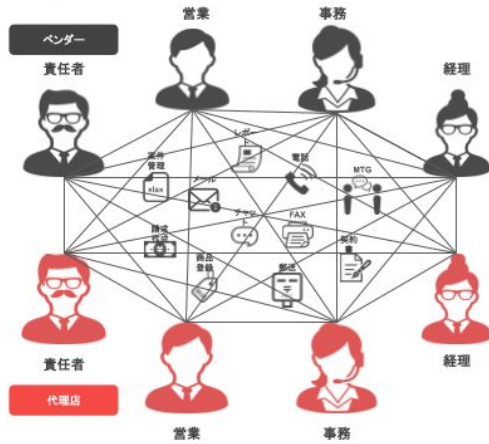 営業
事務
ベンダー
責任者
経理
レポート
案件
管理
電話
メール
MTG
xlsx
チャット
FAX
契約
商品
登録
郵送
責任者
経理
代理店
営業
事務